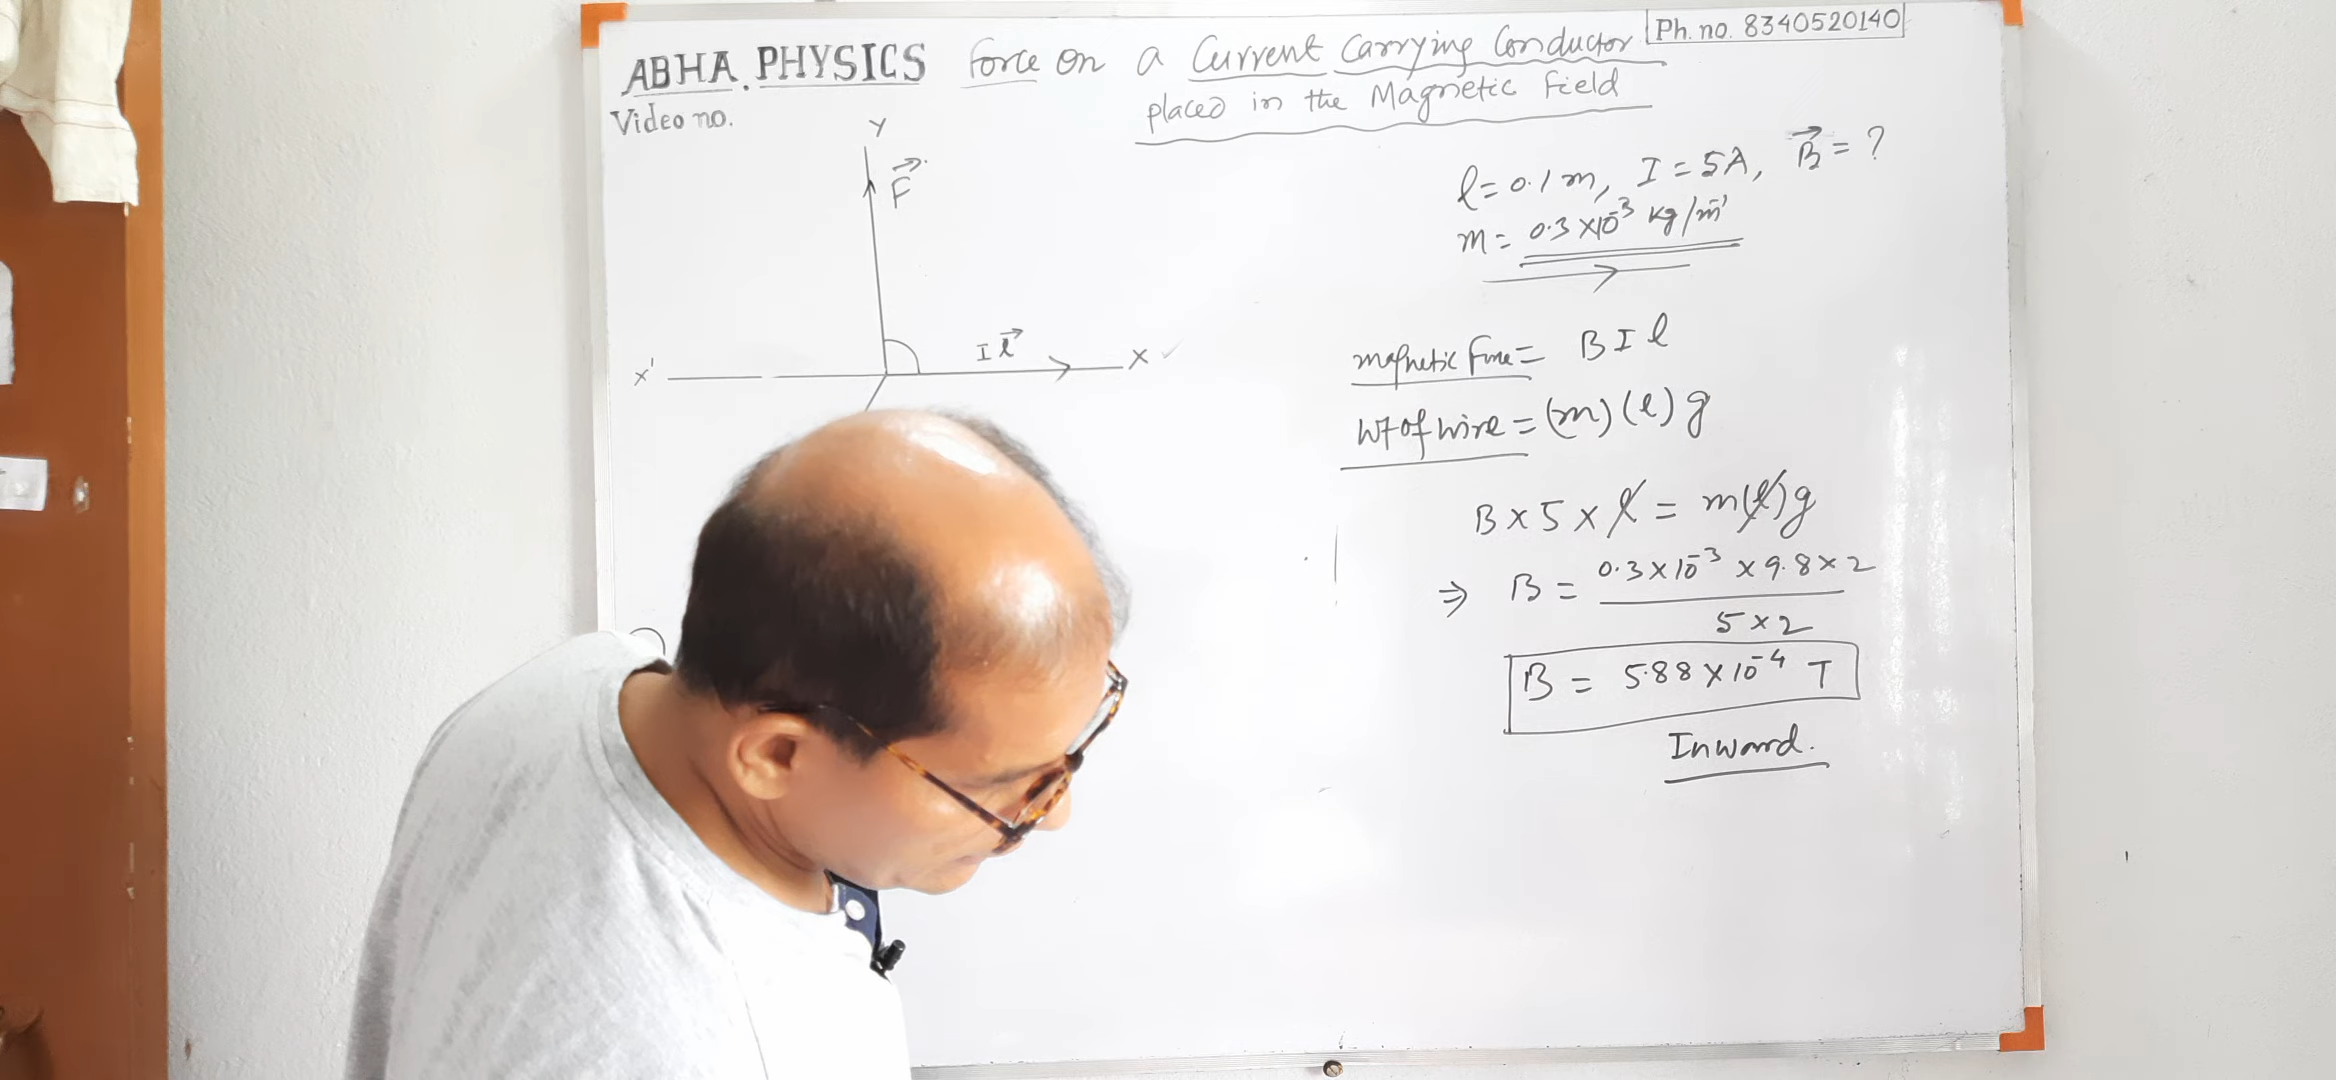 ABHA. PHYSICS Force on a Current Carrying Conductor
Ph. no. 8340520140
placed in the Magnetic Field
Video no.
Y
F⃗
I l⃗
X
X'
l = 0.1 m, I = 5A, B⃗ = ?
m = 0.3 × 10⁻³ kg/m⁻¹
magnetic Force = B I l
Wt of wire = (m) (l) g
B × 5 × l = m(l)g
⇒ B = 0.3 × 10⁻³ × 9.8 × 2
5 × 2
B = 5.88 × 10⁻⁴ T
Inward.